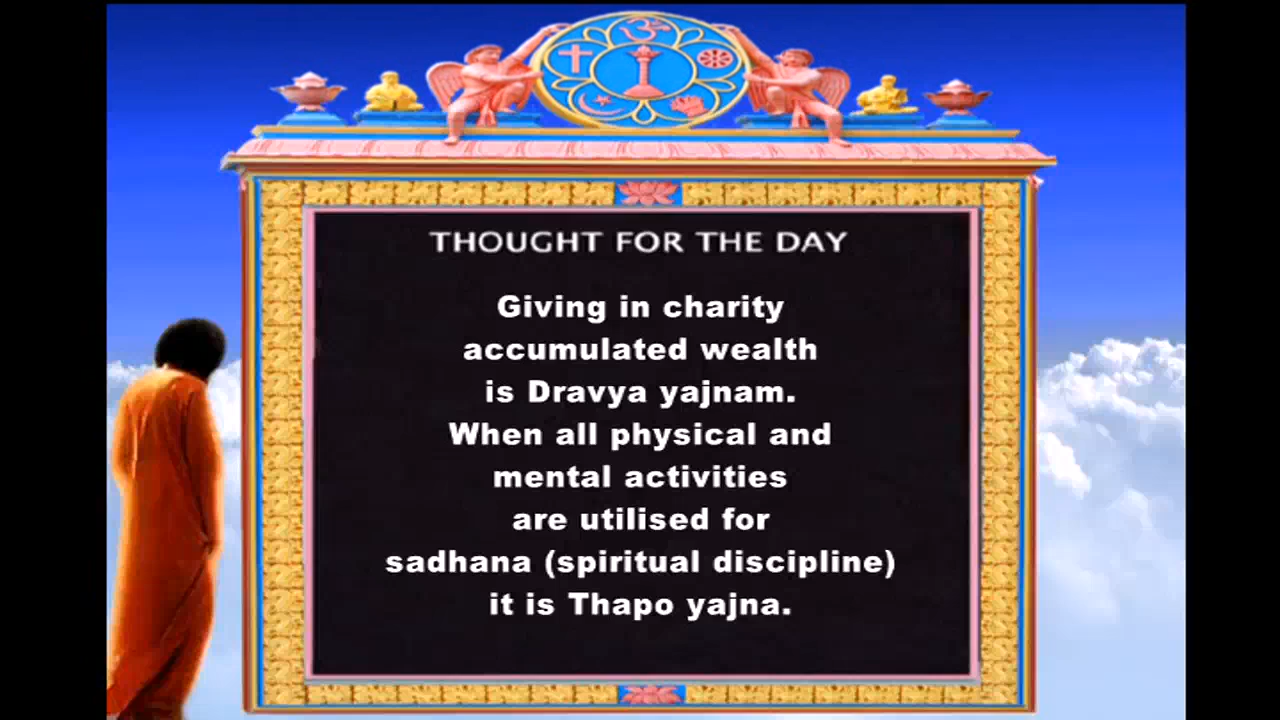 THOUGHT FOR THE DAY
Giving in charity
accumulated wealth
is Dravya yajnam.
When all physical and
mental activities
are utilised for
sadhana (spiritual discipline)
it is Thapo yajna.